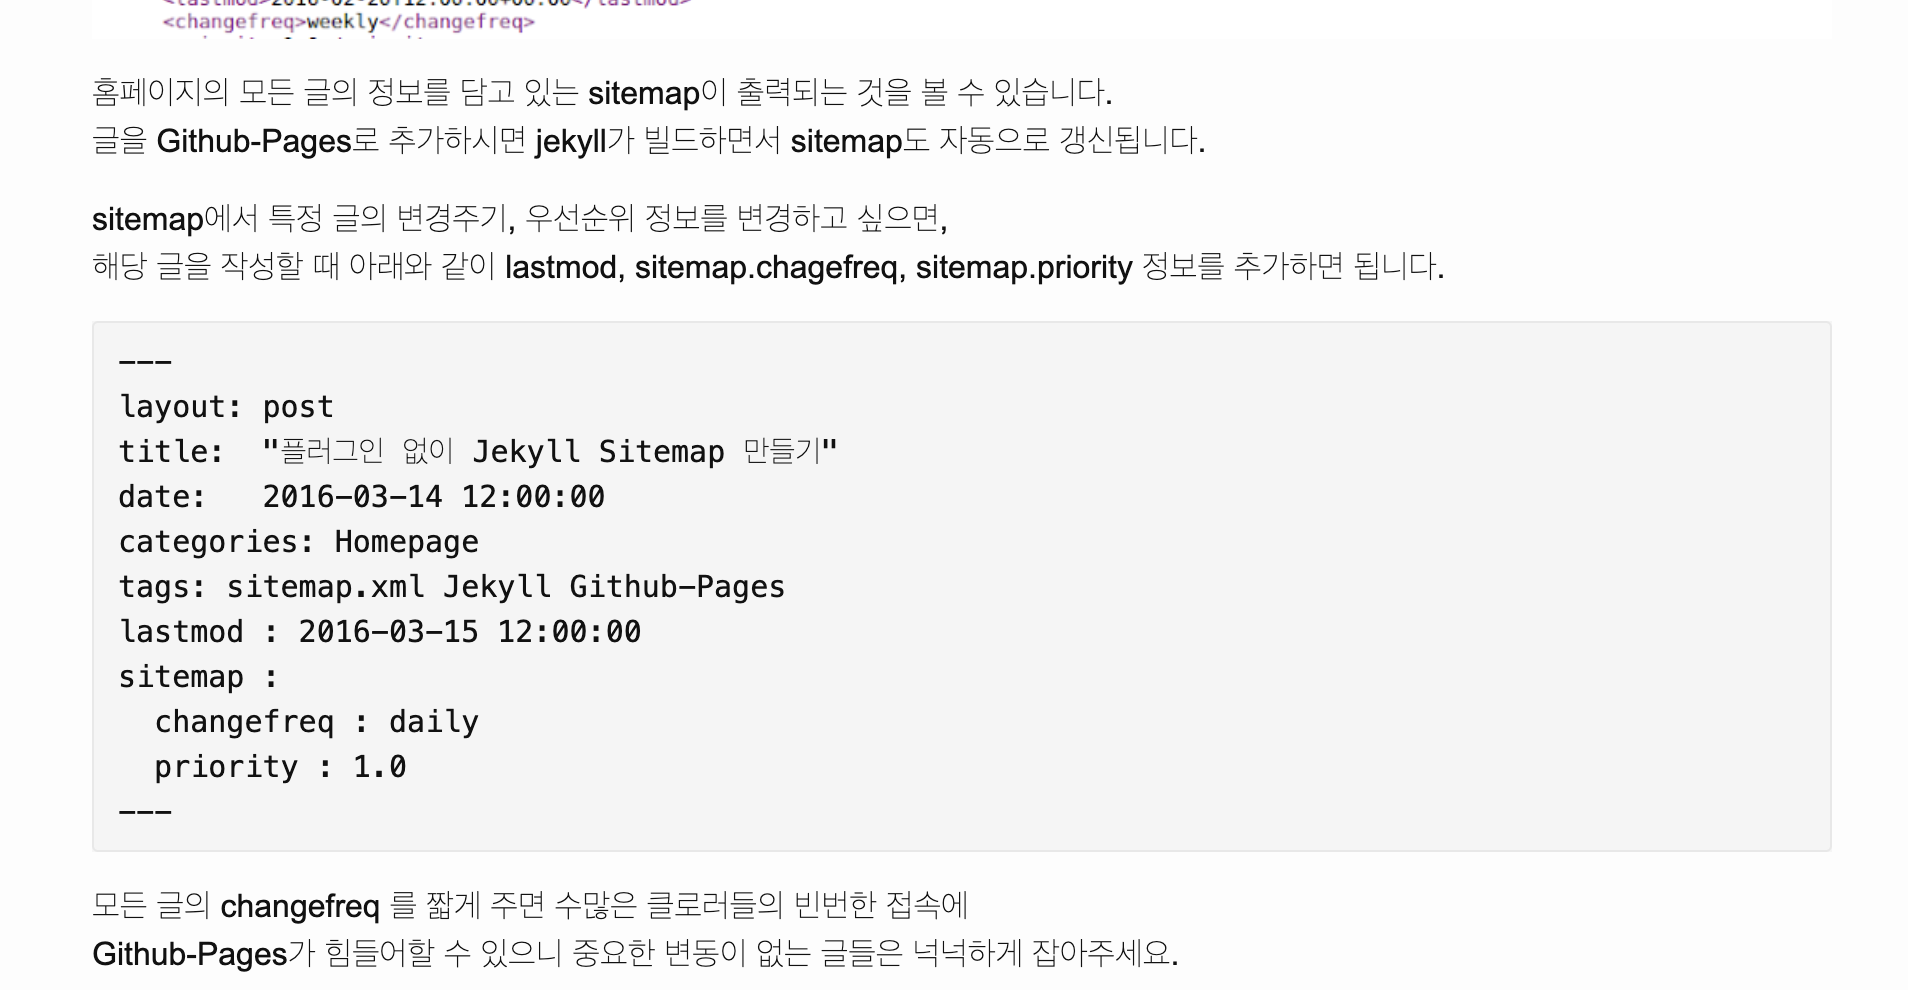 <changefreq>weekly</changefreq>
홈페이지의 모든 글의 정보를 담고 있는 sitemap이 출력되는 것을 볼 수 있습니다.
글을 Github-Pages로 추가하시면 jekyll가 빌드하면서 sitemap도 자동으로 갱신됩니다.
sitemap에서 특정 글의 변경주기, 우선순위 정보를 변경하고 싶으면,
해당 글을 작성할 때 아래와 같이 lastmod, sitemap.chagefreq, sitemap.priority 정보를 추가하면 됩니다.
---
layout: post
title:  "플러그인 없이 Jekyll Sitemap 만들기"
date:   2016-03-14 12:00:00
categories: Homepage
tags: sitemap.xml Jekyll Github-Pages
lastmod : 2016-03-15 12:00:00
sitemap :
  changefreq : daily
  priority : 1.0
---
모든 글의 changefreq 를 짧게 주면 수많은 클로러들의 빈번한 접속에
Github-Pages가 힘들어할 수 있으니 중요한 변동이 없는 글들은 넉넉하게 잡아주세요.